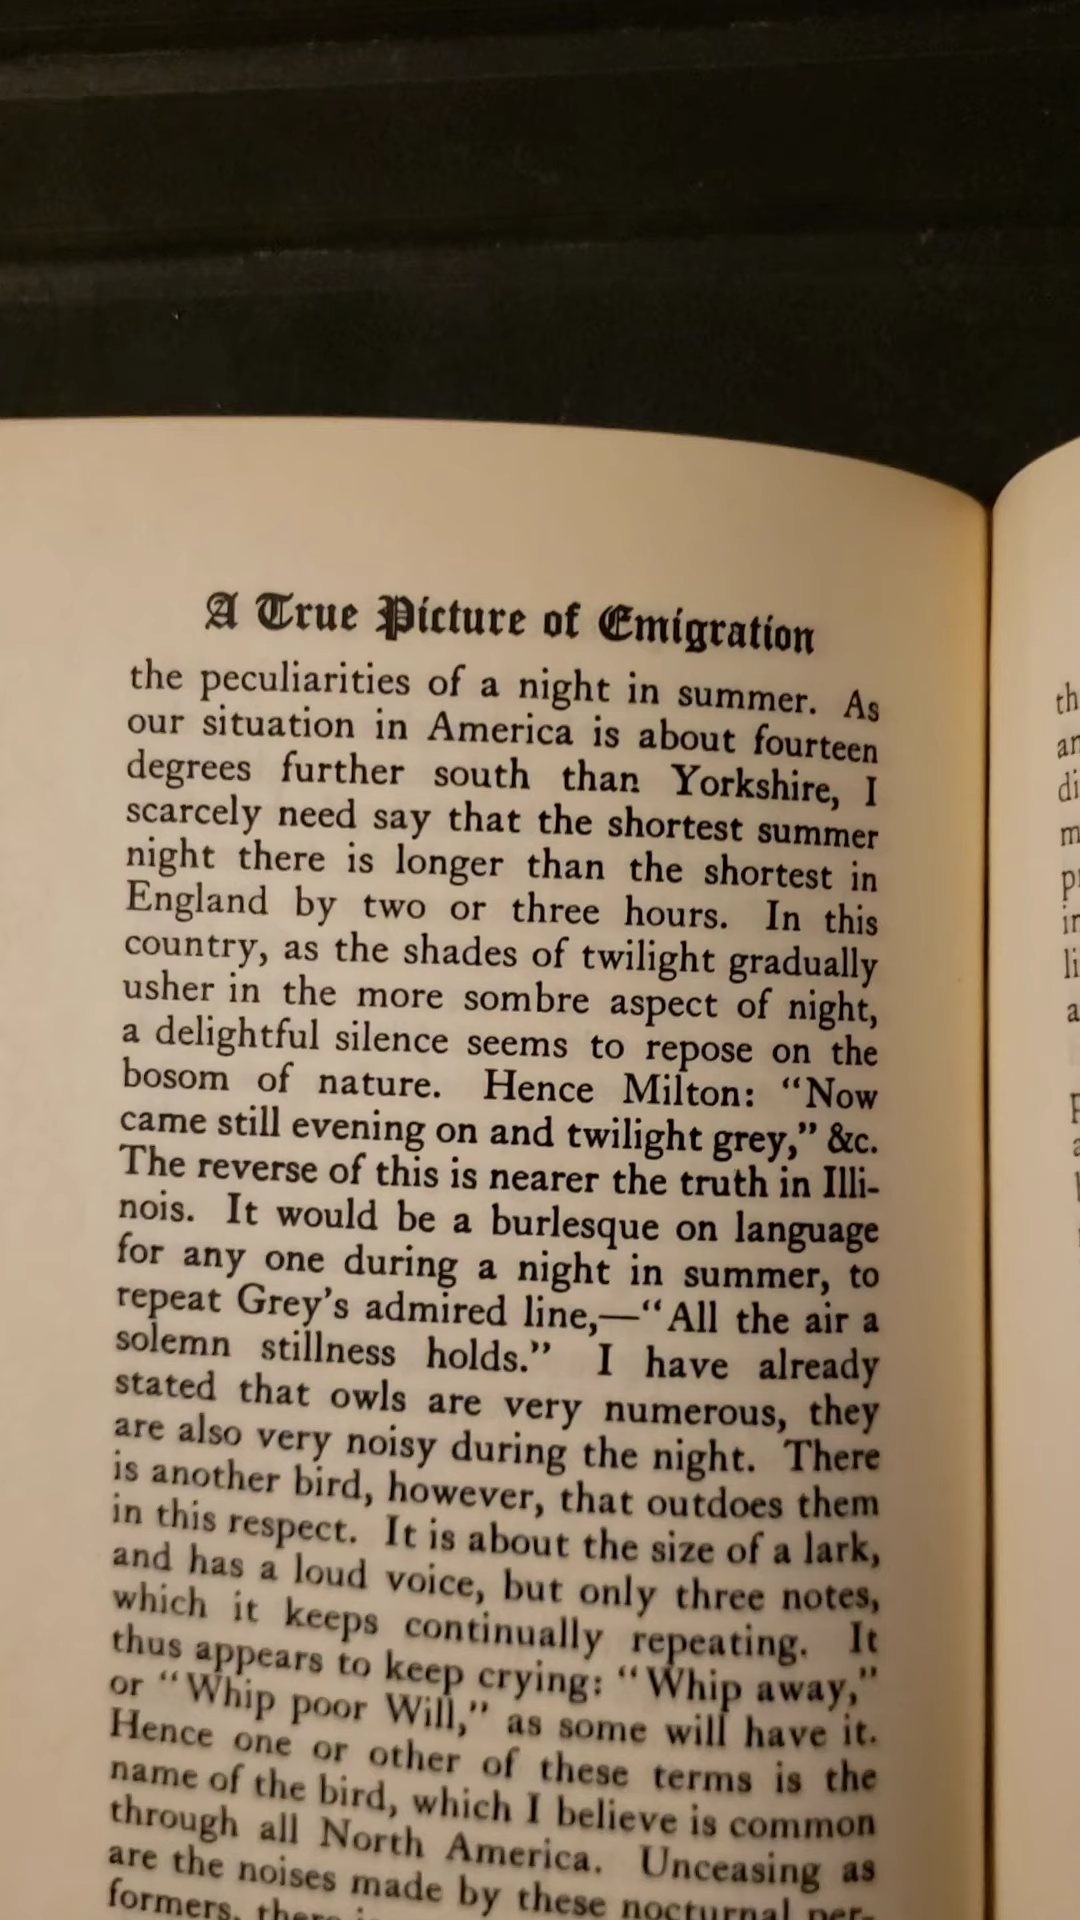 A True Picture of Emigration
the peculiarities of a night in summer. As
our situation in America is about fourteen
degrees further south than Yorkshire, I
scarcely need say that the shortest summer
night there is longer than the shortest in
England by two or three hours. In this
country, as the shades of twilight gradually
usher in the more sombre aspect of night,
a delightful silence seems to repose on the
bosom of nature. Hence Milton: “Now
came still evening on and twilight grey,” &c.
The reverse of this is nearer the truth in Illi-
nois. It would be a burlesque on language
for any one during a night in summer, to
repeat Grey’s admired line,—“All the air a
solemn stillness holds.” I have already
stated that owls are very numerous, they
are also very noisy during the night. There
is another bird, however, that outdoes them
in this respect. It is about the size of a lark,
and has a loud voice, but only three notes,
which it keeps continually repeating. It
thus appears to keep crying: “Whip away,”
or “Whip poor Will,” as some will have it.
Hence one or other of these terms is the
name of the bird, which I believe is common
through all North America. Unceasing as
are the noises made by these nocturnal per-
formers,